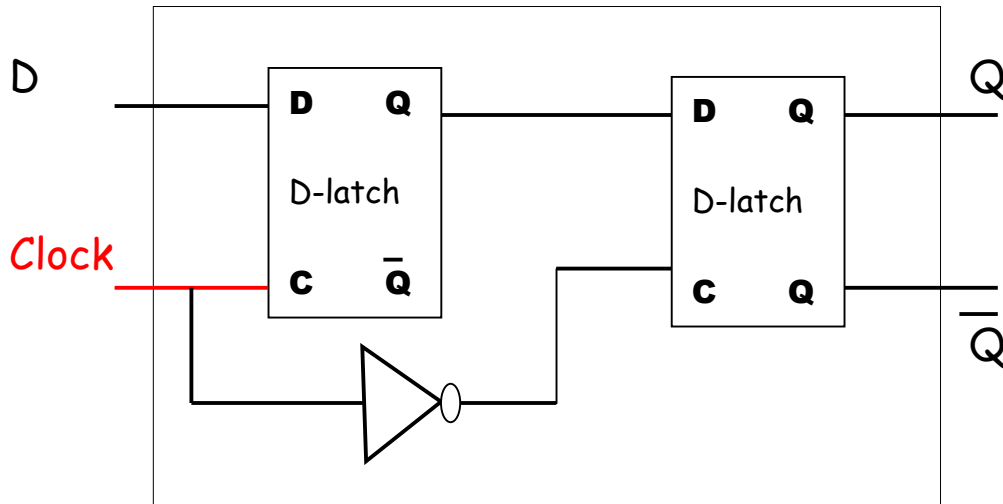 D
Q
D Q
D Q
D-latch
D-latch
Clock
C Q̅
C Q
Q̅